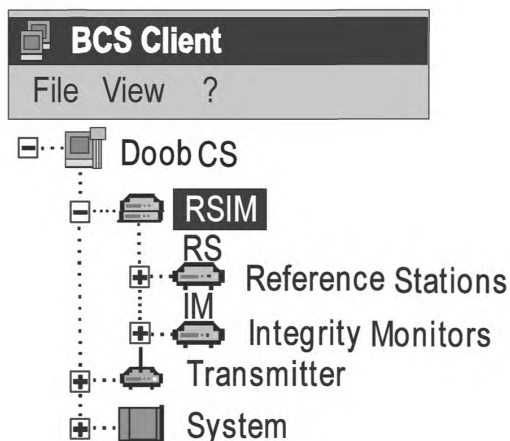 BCS Client
File View ?
Doob CS
RSIM
RS
Reference Stations
IM
Integrity Monitors
Transmitter
System